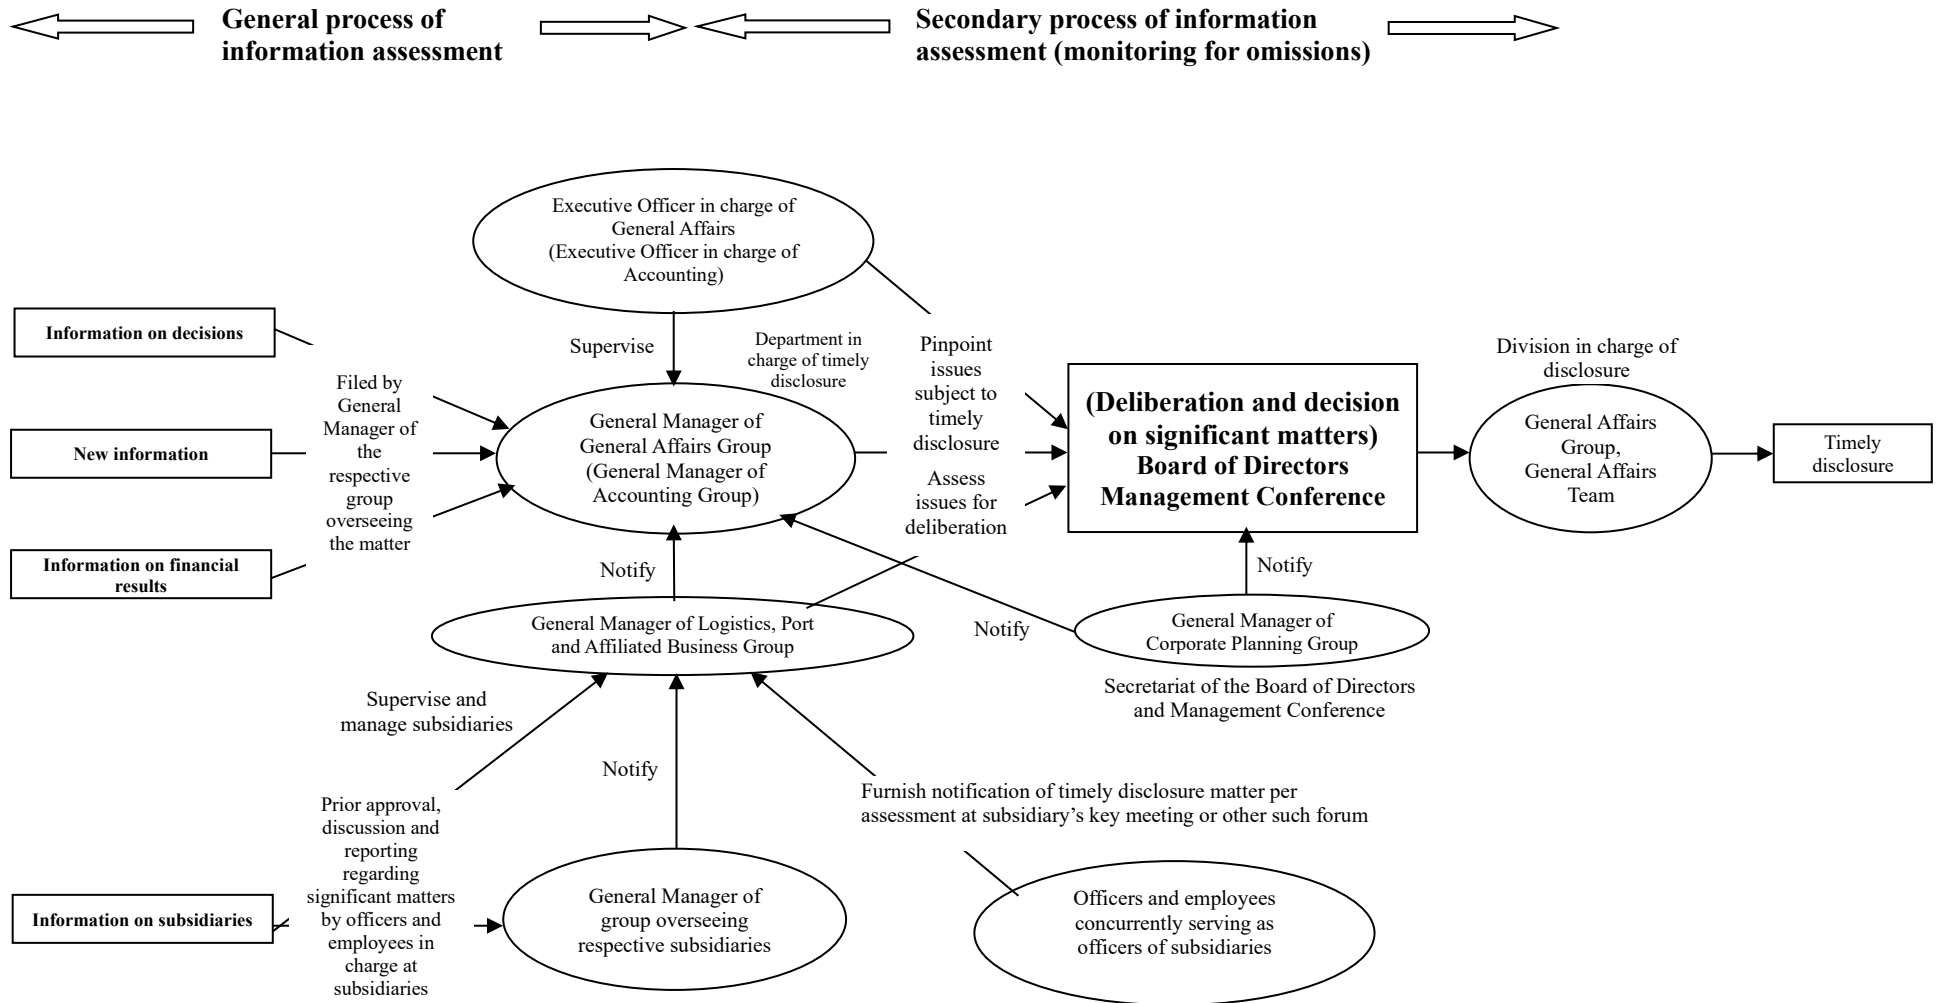 General process of
information assessment
Secondary process of information
assessment (monitoring for omissions)
Executive Officer in charge of
General Affairs
(Executive Officer in charge of
Accounting)
Information on decisions
Supervise
Department in
charge of timely
disclosure
Pinpoint
issues
subject to
timely
disclosure
Division in charge of
disclosure
Filed by
General
Manager of
the
respective
group
overseeing
the matter
New information
General Manager of
General Affairs Group
(General Manager of
Accounting Group)
Assess
issues for
deliberation
(Deliberation and decision
on significant matters)
Board of Directors
Management Conference
General Affairs
Group,
General Affairs
Team
Timely
disclosure
Information on financial
results
Notify
Notify
General Manager of Logistics, Port
and Affiliated Business Group
Notify
General Manager of
Corporate Planning Group
Secretariat of the Board of Directors
and Management Conference
Supervise and
manage subsidiaries
Notify
Furnish notification of timely disclosure matter per
assessment at subsidiary’s key meeting or other such forum
Prior approval,
discussion and
reporting
regarding
significant matters
by officers and
employees in
charge at
subsidiaries
Information on subsidiaries
General Manager of
group overseeing
respective subsidiaries
Officers and employees
concurrently serving as
officers of subsidiaries